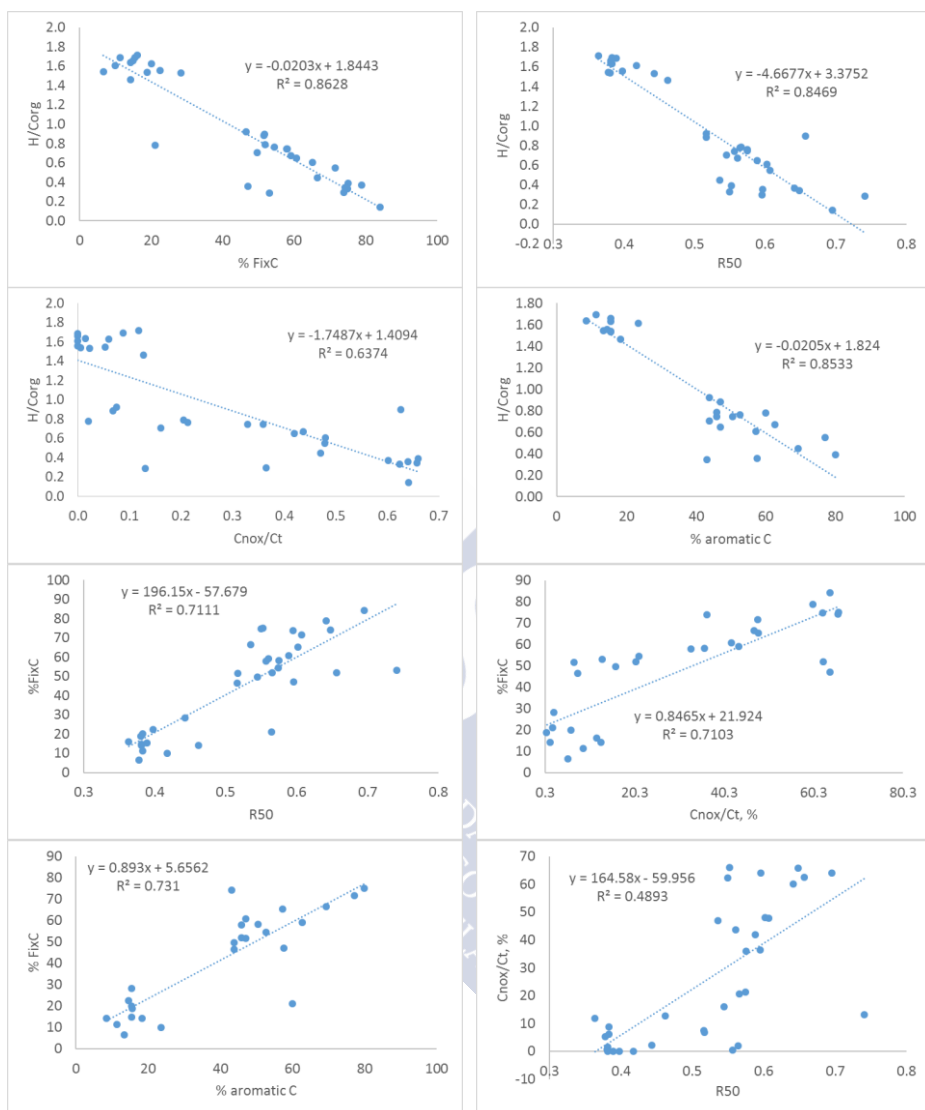 2.0
1.8
1.6
1.4
1.2
1.0
0.8
0.6
0.4
0.2
0.0
H/Corg
y = -0.0203x + 1.8443
R² = 0.8628
0 20 40 60 80 100
% FixC
2.0
1.8
1.6
1.4
1.2
1.0
0.8
0.6
0.4
0.2
0.0
-0.2
H/Corg
y = -4.6677x + 3.3752
R² = 0.8469
0.3 0.4 0.5 0.6 0.7 0.8
R50
2.0
1.8
1.6
1.4
1.2
1.0
0.8
0.6
0.4
0.2
0.0
H/Corg
y = -1.7487x + 1.4094
R² = 0.6374
0.0 0.1 0.2 0.3 0.4 0.5 0.6 0.7
Cnox/Ct
1.80
1.60
1.40
1.20
1.00
0.80
0.60
0.40
0.20
0.00
H/Corg
y = -0.0205x + 1.824
R² = 0.8533
0 20 40 60 80 100
% aromatic C
100
90
80
70
60
50
40
30
20
10
0
%FixC
y = 196.15x - 57.679
R² = 0.7111
0.3 0.4 0.5 0.6 0.7 0.8
R50
90
80
70
60
50
40
30
20
10
0
%FixC
y = 0.8465x + 21.924
R² = 0.7103
0.3 20.3 40.3 60.3 80.3
Cnox/Ct, %
90
80
70
60
50
40
30
20
10
0
% FixC
y = 0.893x + 5.6562
R² = 0.731
0 20 40 60 80 100
% aromatic C
70
60
50
40
30
20
10
0
-10
Cnox/Ct, %
y = 164.58x - 59.956
R² = 0.4893
0.3 0.4 0.5 0.6 0.7 0.8
R50